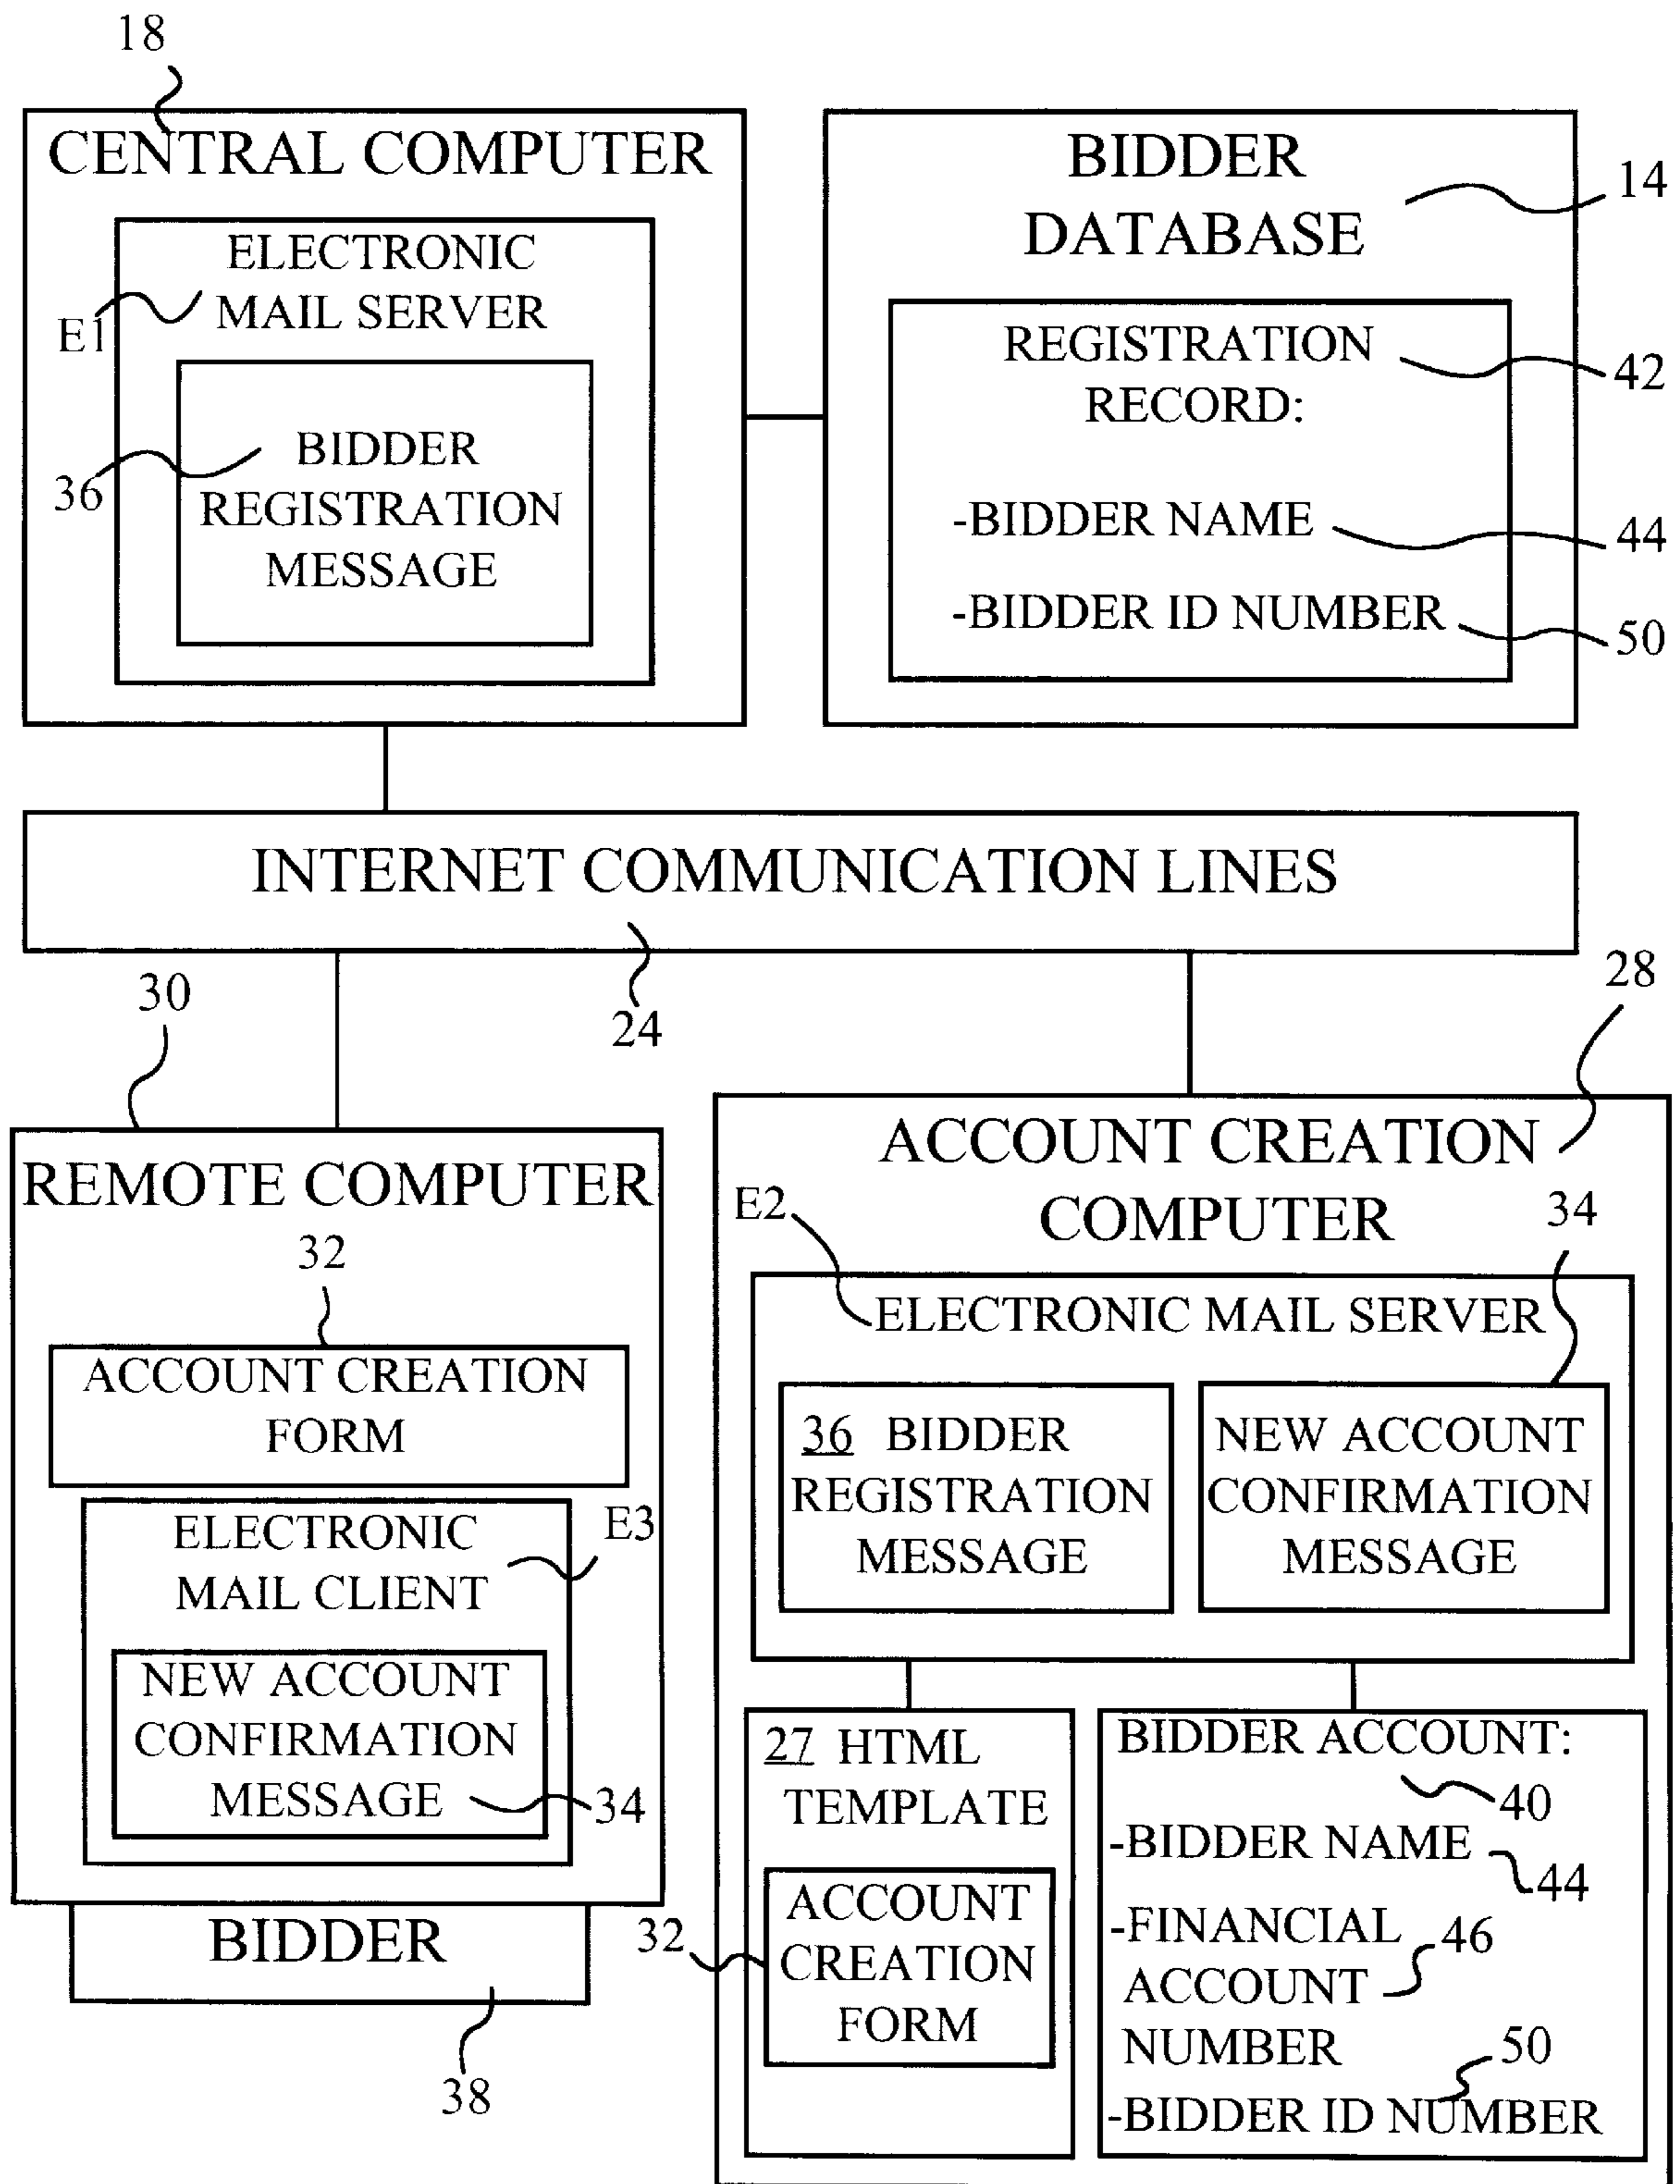 18
CENTRAL COMPUTER
ELECTRONIC
MAIL SERVER
E1
BIDDER
36
REGISTRATION
MESSAGE
BIDDER
DATABASE
14
REGISTRATION
RECORD:
42
-BIDDER NAME
44
-BIDDER ID NUMBER
50
INTERNET COMMUNICATION LINES
24
30
REMOTE COMPUTER
32
ACCOUNT CREATION
FORM
ELECTRONIC
MAIL CLIENT
E3
NEW ACCOUNT
CONFIRMATION
MESSAGE
34
BIDDER
38
28
ACCOUNT CREATION
COMPUTER
E2
34
ELECTRONIC MAIL SERVER
36 BIDDER
REGISTRATION
MESSAGE
NEW ACCOUNT
CONFIRMATION
MESSAGE
27 HTML
TEMPLATE
32
ACCOUNT
CREATION
FORM
BIDDER ACCOUNT:
40
-BIDDER NAME
44
-FINANCIAL
ACCOUNT
NUMBER
46
50
-BIDDER ID NUMBER